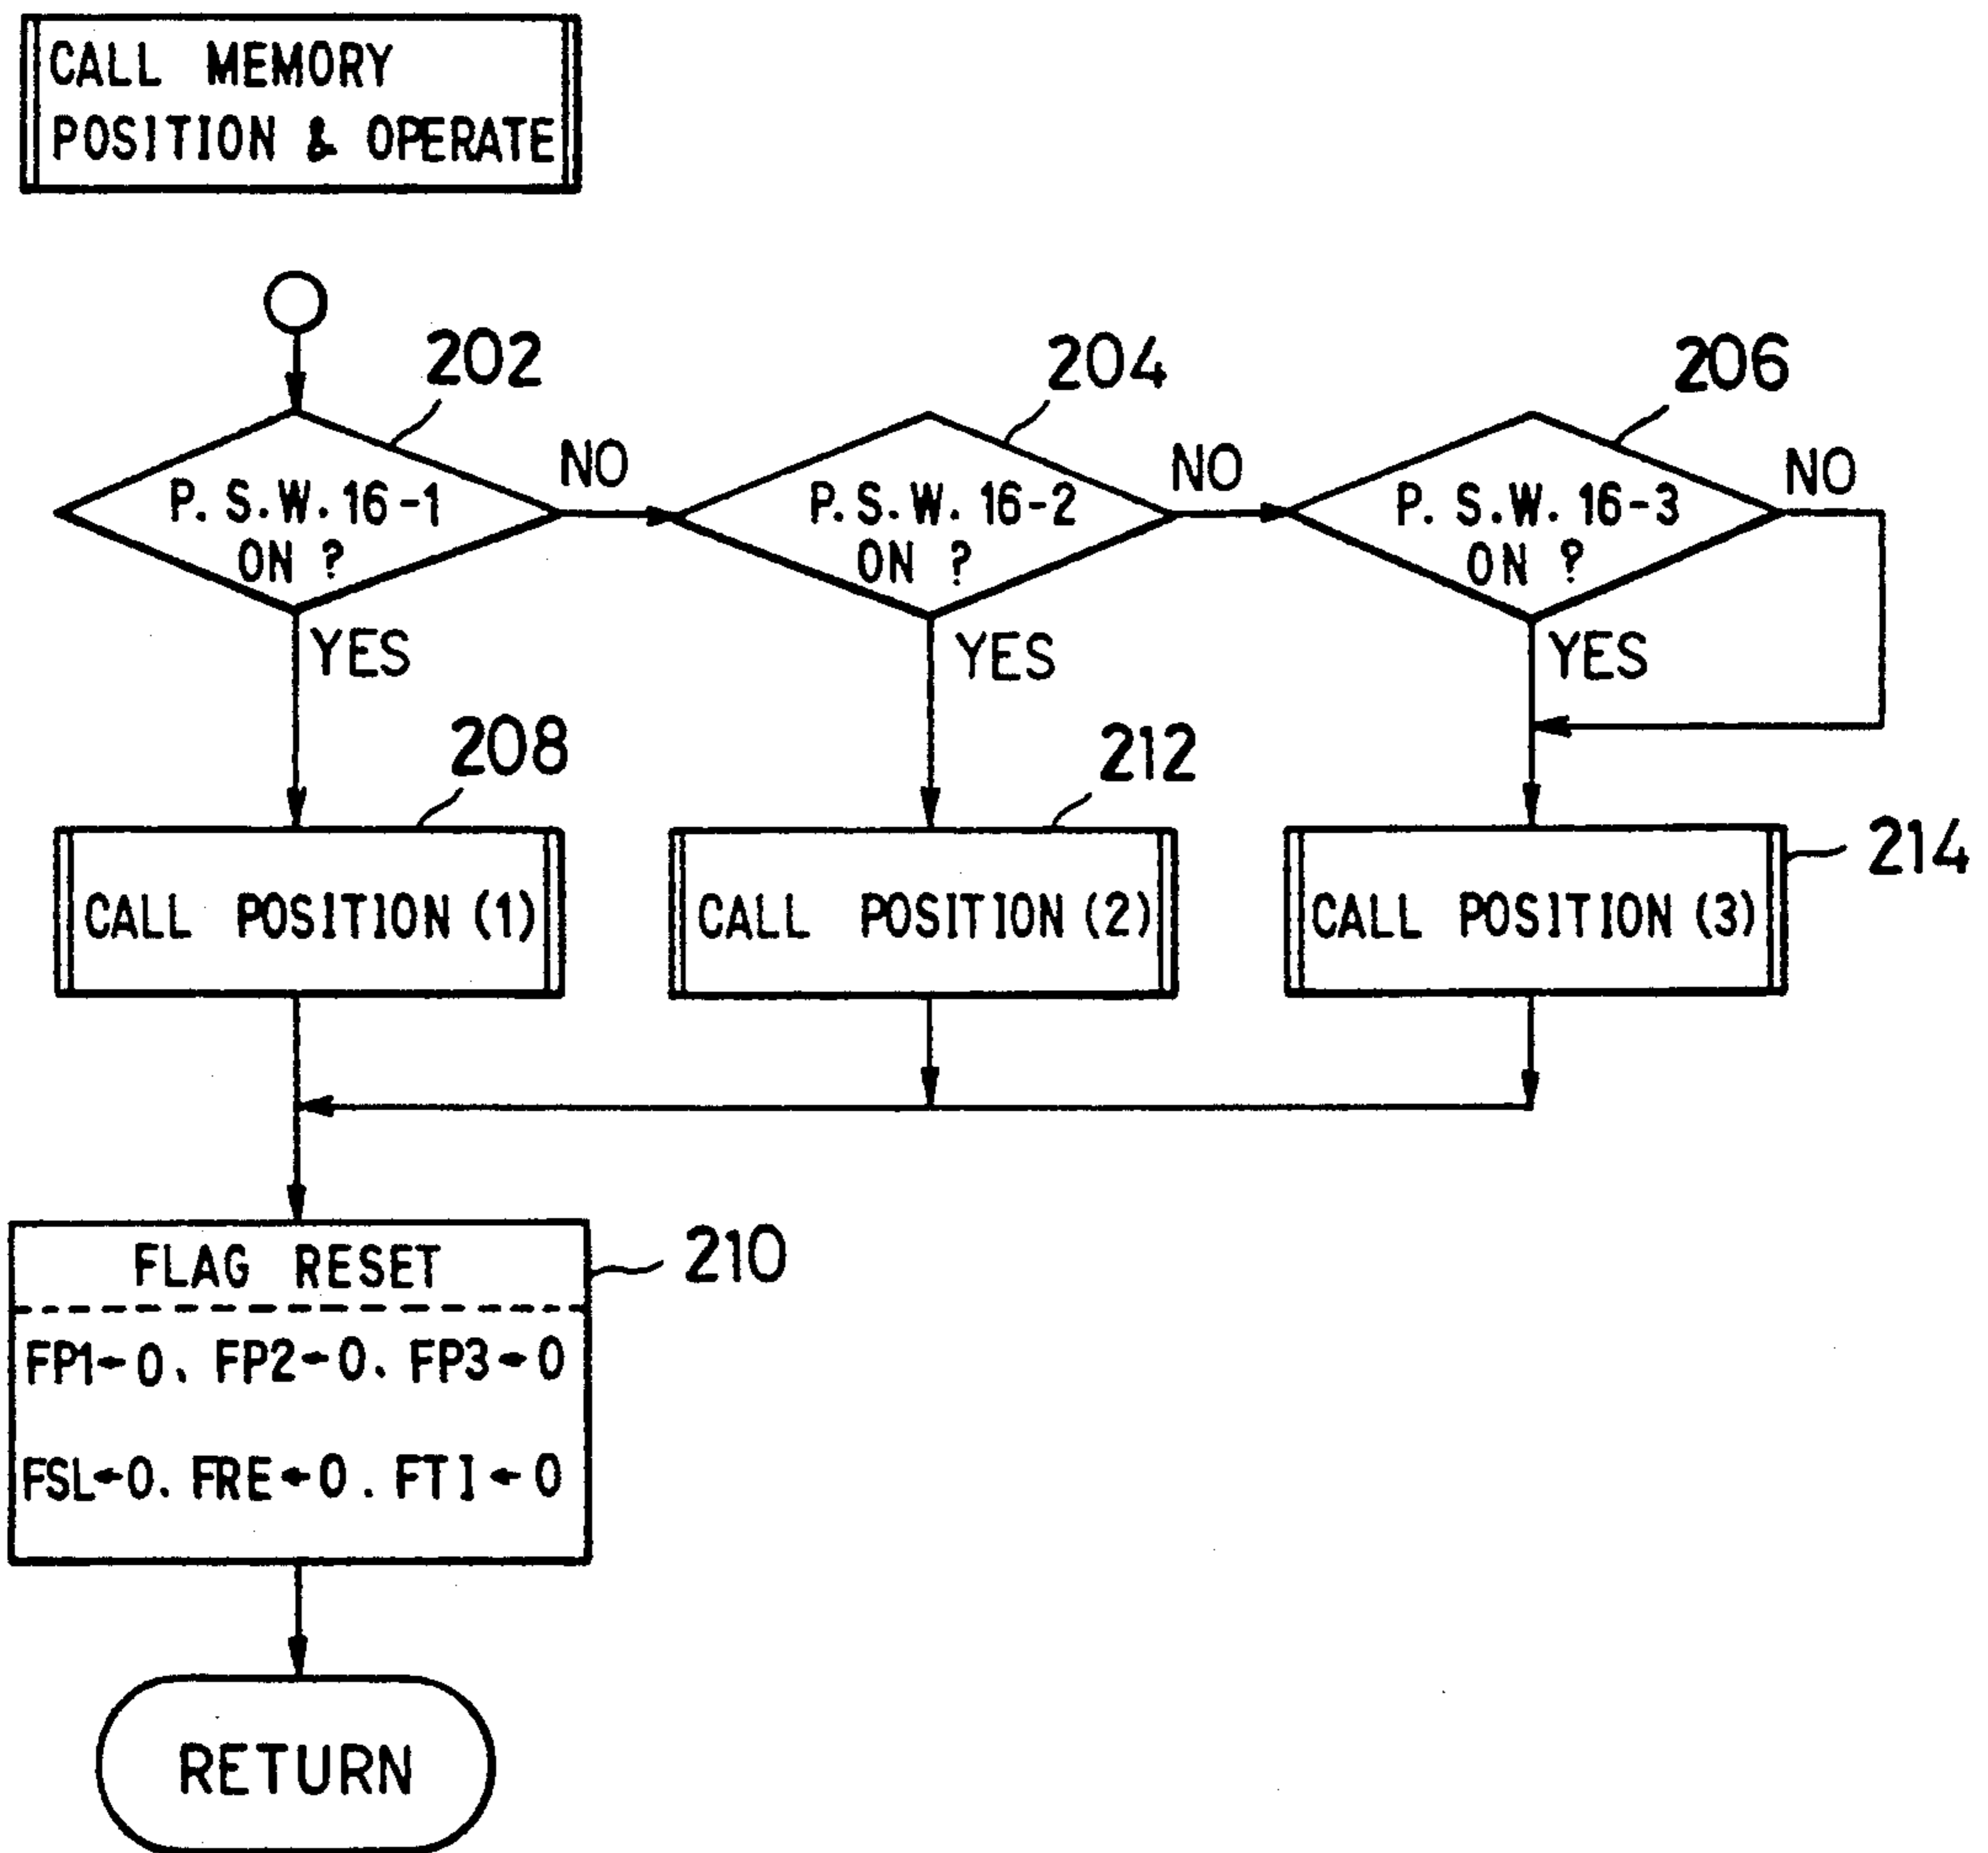 CALL MEMORY
POSITION & OPERATE
202
204
206
P. S.W. 16-1
ON ?
NO
P. S.W. 16-2
ON ?
NO
P. S.W. 16-3
ON ?
NO
YES
YES
YES
208
212
214
CALL POSITION (1)
CALL POSITION (2)
CALL POSITION (3)
FLAG RESET
210
FP1←0、FP2←0、FP3←0
FSL←0、FRE←0、FTI←0
RETURN